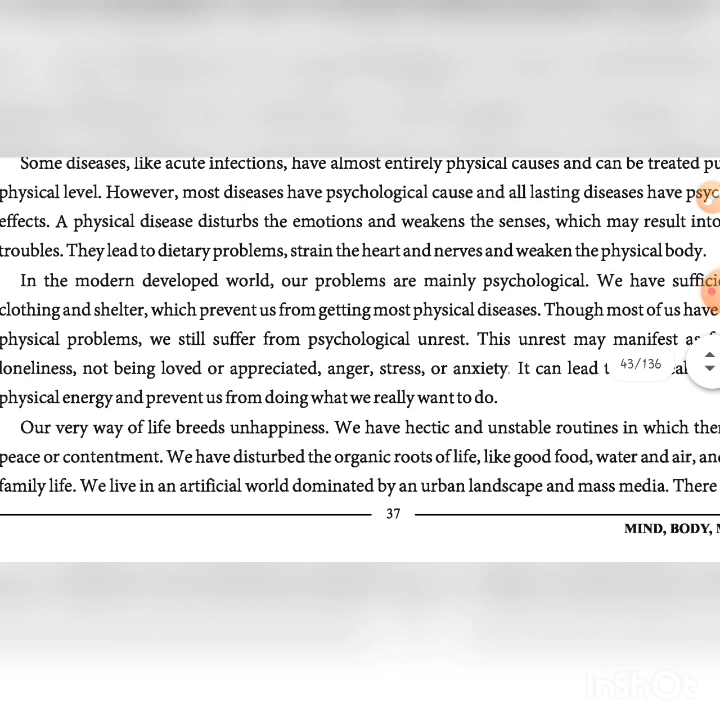 Some diseases, like acute infections, have almost entirely physical causes and can be treated
physical level. However, most diseases have psychological cause and all lasting diseases have
effects. A physical disease disturbs the emotions and weakens the senses, which may result into
troubles. They lead to dietary problems, strain the heart and nerves and weaken the physical body.
In the modern developed world, our problems are mainly psychological. We have
clothing and shelter, which prevent us from getting most physical diseases. Though most of us have
physical problems, we still suffer from psychological unrest. This unrest may manifest as
loneliness, not being loved or appreciated, anger, stress, or anxiety. It can lead
43/136
physical energy and prevent us from doing what we really want to do.
Our very way of life breeds unhappiness. We have hectic and unstable routines in which
peace or contentment. We have disturbed the organic roots of life, like good food, water and air,
family life. We live in an artificial world dominated by an urban landscape and mass media. There
37
MIND, BODY,
InShOt